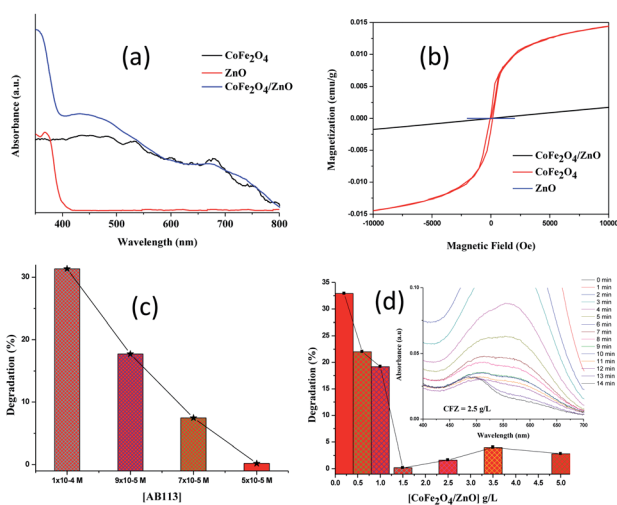 (a)
CoFe2O4
ZnO
CoFe2O4/ZnO
Absorbance (a.u.)
400 500 600 700 800
Wavelength (nm)
(b)
0.015
0.010
0.005
0.000
-0.005
-0.010
-0.015
Magnetization (emu/g)
CoFe2O4/ZnO
CoFe2O4
ZnO
-10000 -5000 0 5000 10000
Magnetic Field (Oe)
(c)
30
20
10
0
Degradation (%)
1x10-4 M 9x10-5 M 7x10-5 M 5x10-5 M
[AB113]
(d)
35
30
25
20
15
10
5
0
Degradation (%)
0.0 0.5 1.0 1.5 2.0 2.5 3.0 3.5 4.0 4.5 5.0
[CoFe2O4/ZnO] g/L
0.10
0.05
0.00
Absorbance (a.u)
CFZ = 2.5 g/L
400 450 500 550 600 650 700
Wavelength (nm)
0 min
1 min
2 min
3 min
4 min
5 min
6 min
7 min
8 min
9 min
10 min
11 min
12 min
13 min
14 min